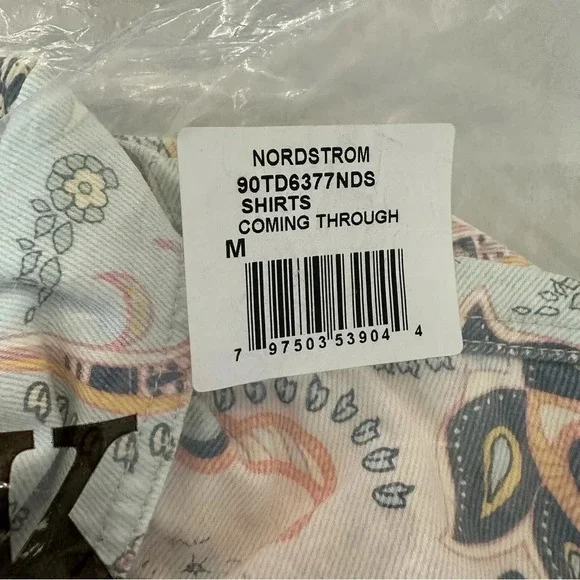 NORDSTROM
90TD6377NDS
SHIRTS
COMING THROUGH
M
7 97503 53904 4